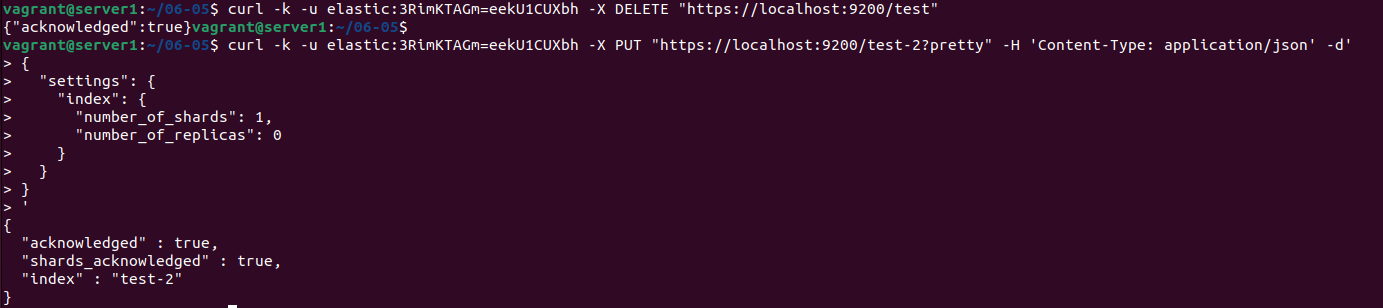 vagrant@server1:~/06-05$ curl -k -u elastic:3RimKTAGm=eekU1CUXbh -X DELETE "https://localhost:9200/test"
{"acknowledged":true}vagrant@server1:~/06-05$
vagrant@server1:~/06-05$ curl -k -u elastic:3RimKTAGm=eekU1CUXbh -X PUT "https://localhost:9200/test-2?pretty" -H 'Content-Type: application/json' -d'
> {
>   "settings": {
>     "index": {
>       "number_of_shards": 1,
>       "number_of_replicas": 0
>     }
>   }
> }
> '
{
  "acknowledged" : true,
  "shards_acknowledged" : true,
  "index" : "test-2"
}